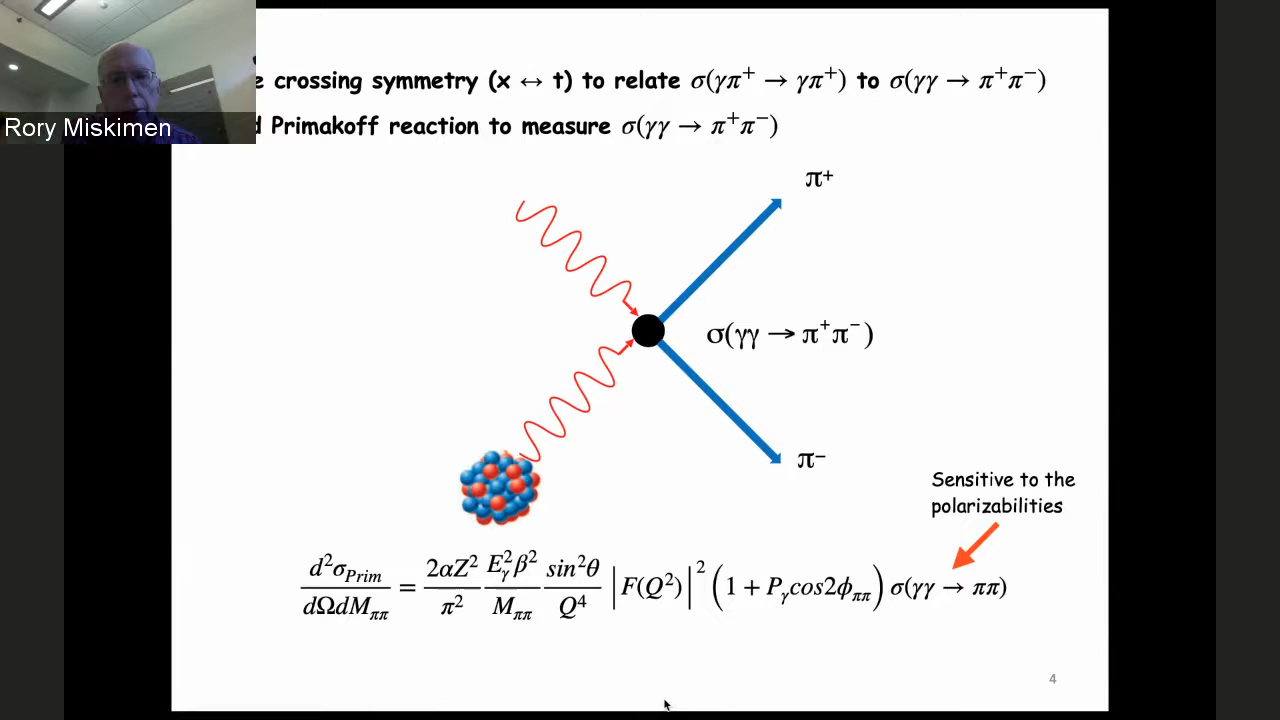 crossing symmetry (x ↔ t) to relate σ(γπ⁺ → γπ⁺) to σ(γγ → π⁺π⁻)
Primakoff reaction to measure σ(γγ → π⁺π⁻)
Rory Miskimen
π⁺
σ(γγ → π⁺π⁻)
π⁻
Sensitive to the
polarizabilities
d²σ_Prim / dΩdM_ππ = 2αZ² / π² E_γ²β² / M_ππ sin²θ / Q⁴ |F(Q²)|² (1 + P_γcos2ϕ_ππ) σ(γγ → ππ)
4